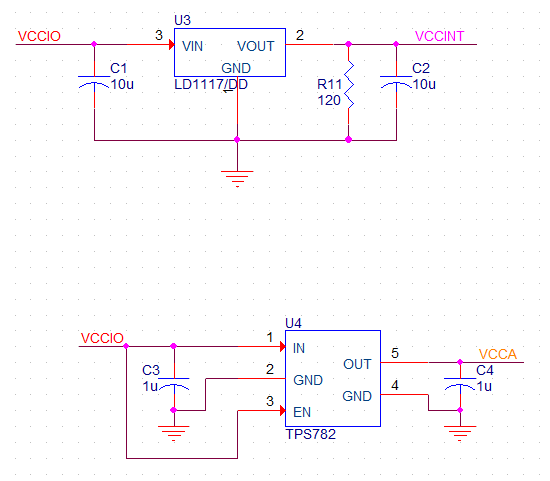 U3
VCCIO
3
VIN
VOUT
2
VCCINT
GND
C1
10u
LD1117/DD
R11
120
C2
10u
U4
VCCIO
1
IN
OUT
5
VCCA
C3
1u
2
GND
GND
4
C4
1u
3
EN
TPS782